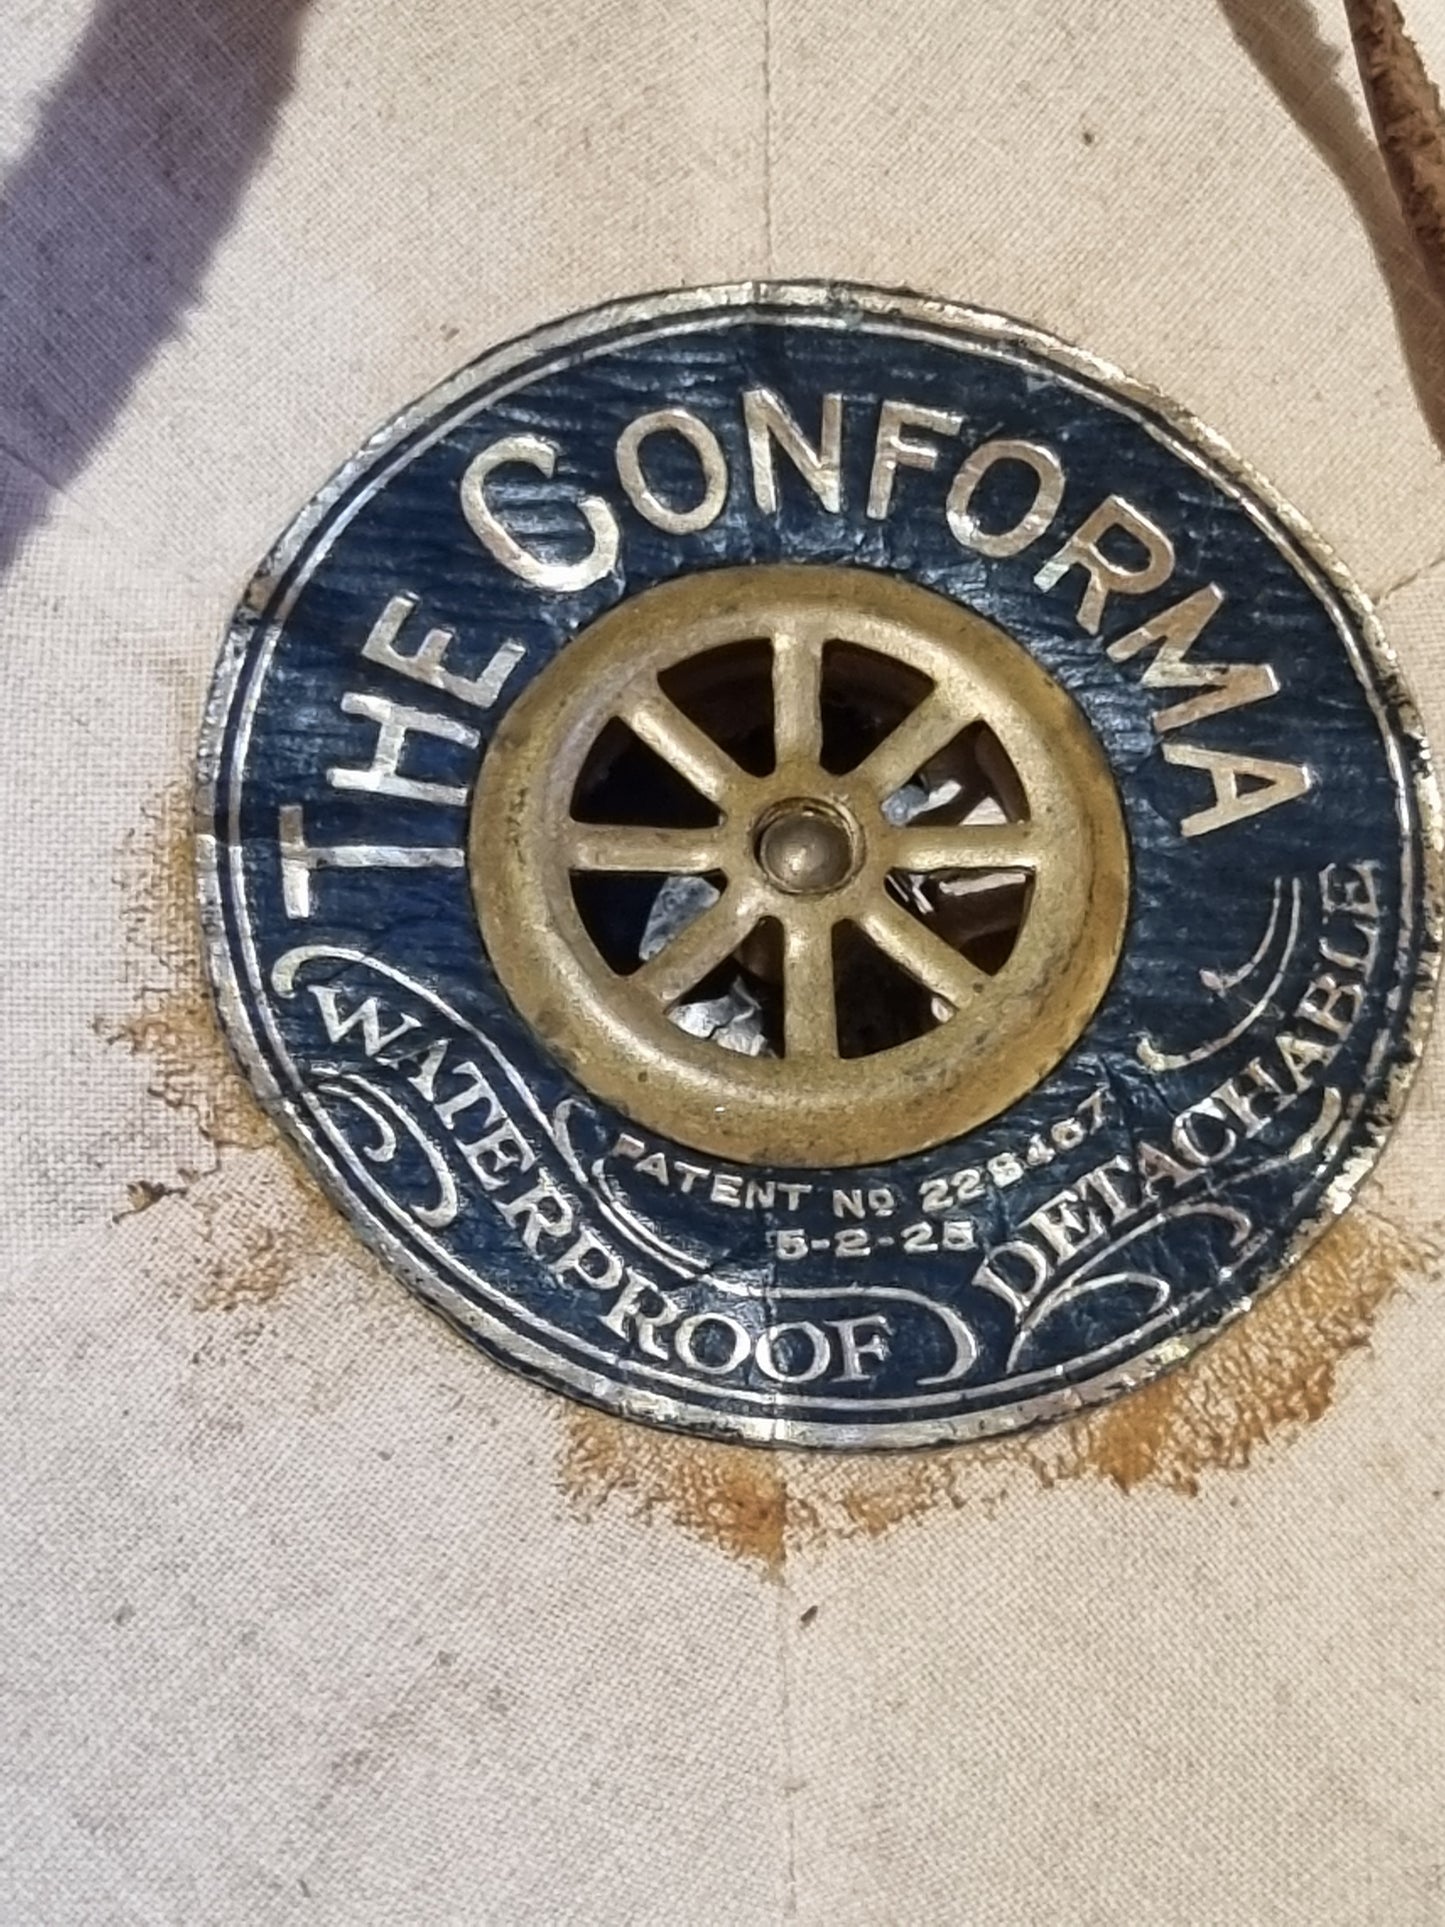 THE CONFORMA
WATERPROOF
DETACHABLE
PATENT No 228467
5-2-25